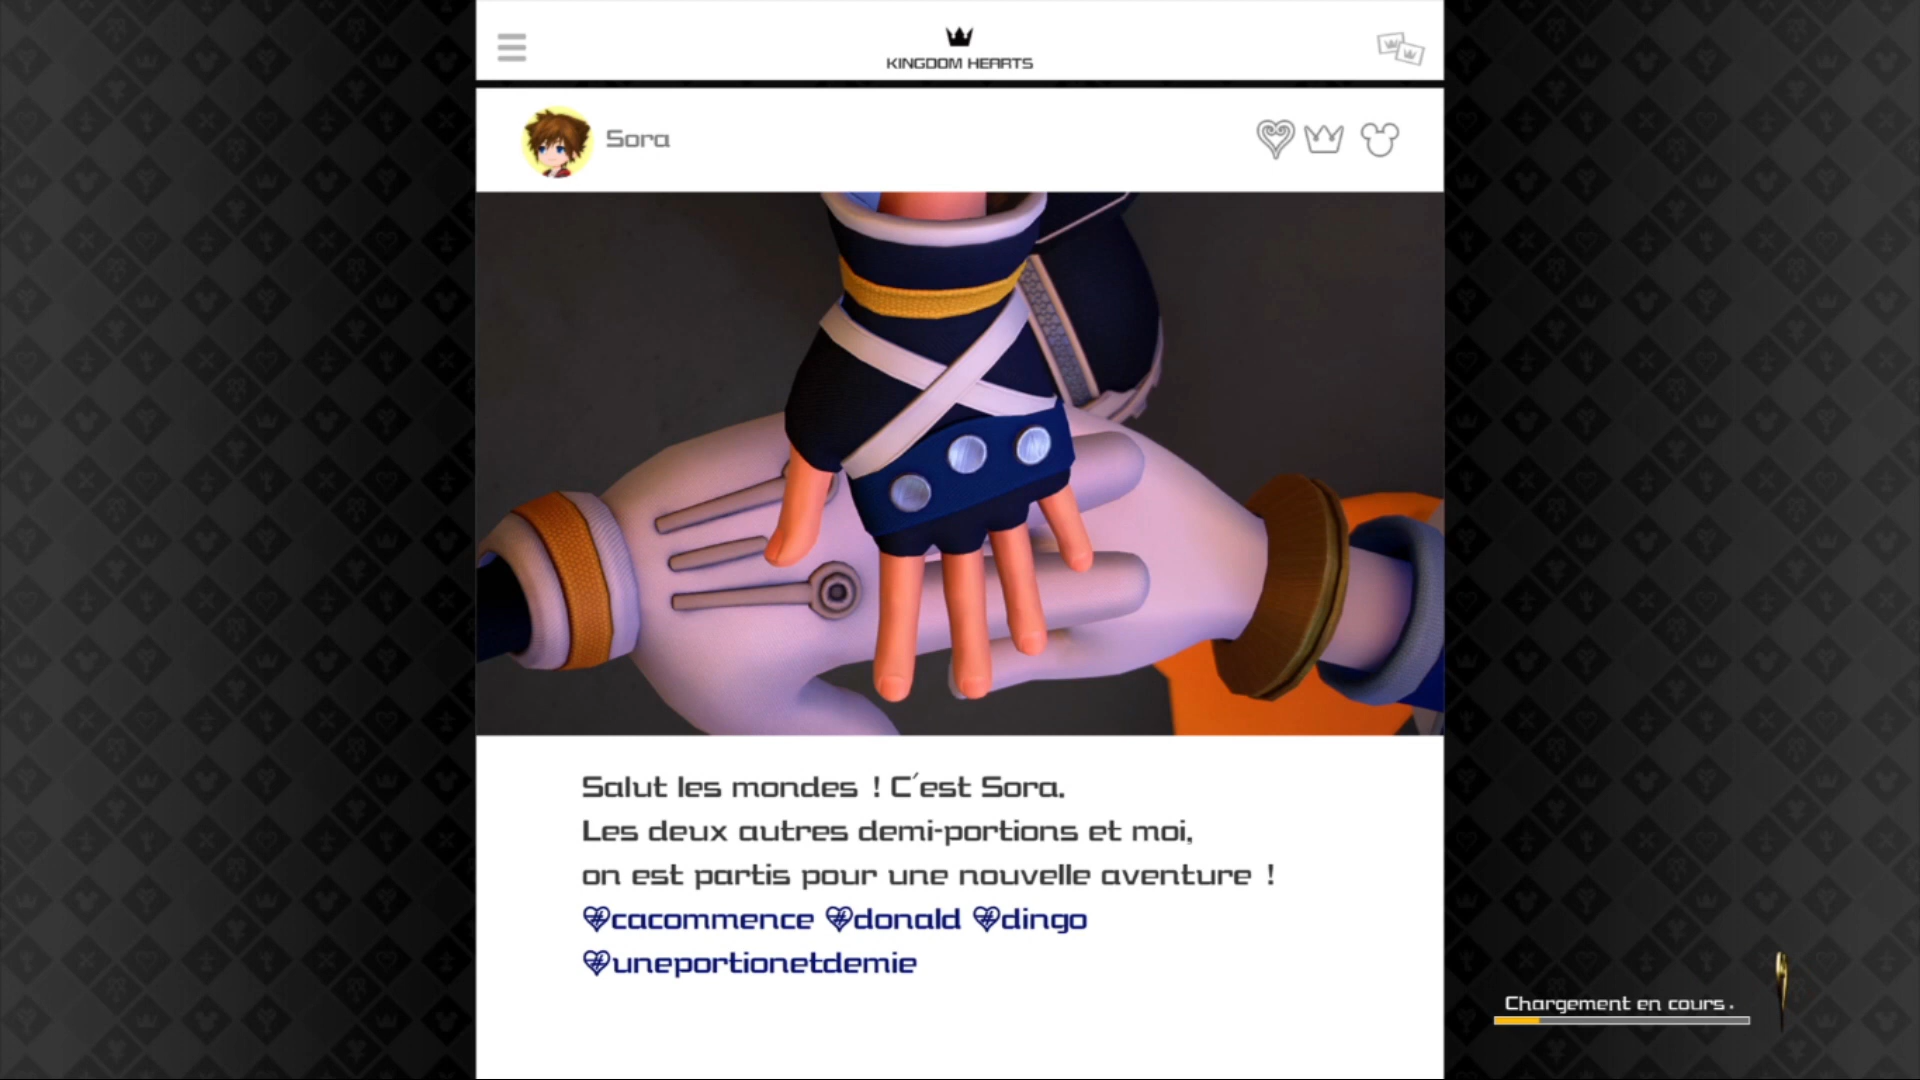 KINGDOM HEARTS
Sora
Salut les mondes ! C'est Sora.
Les deux autres demi-portions et moi,
on est partis pour une nouvelle aventure !
#cacommence #donald #dingo
#uneportionetdemie
Chargement en cours .